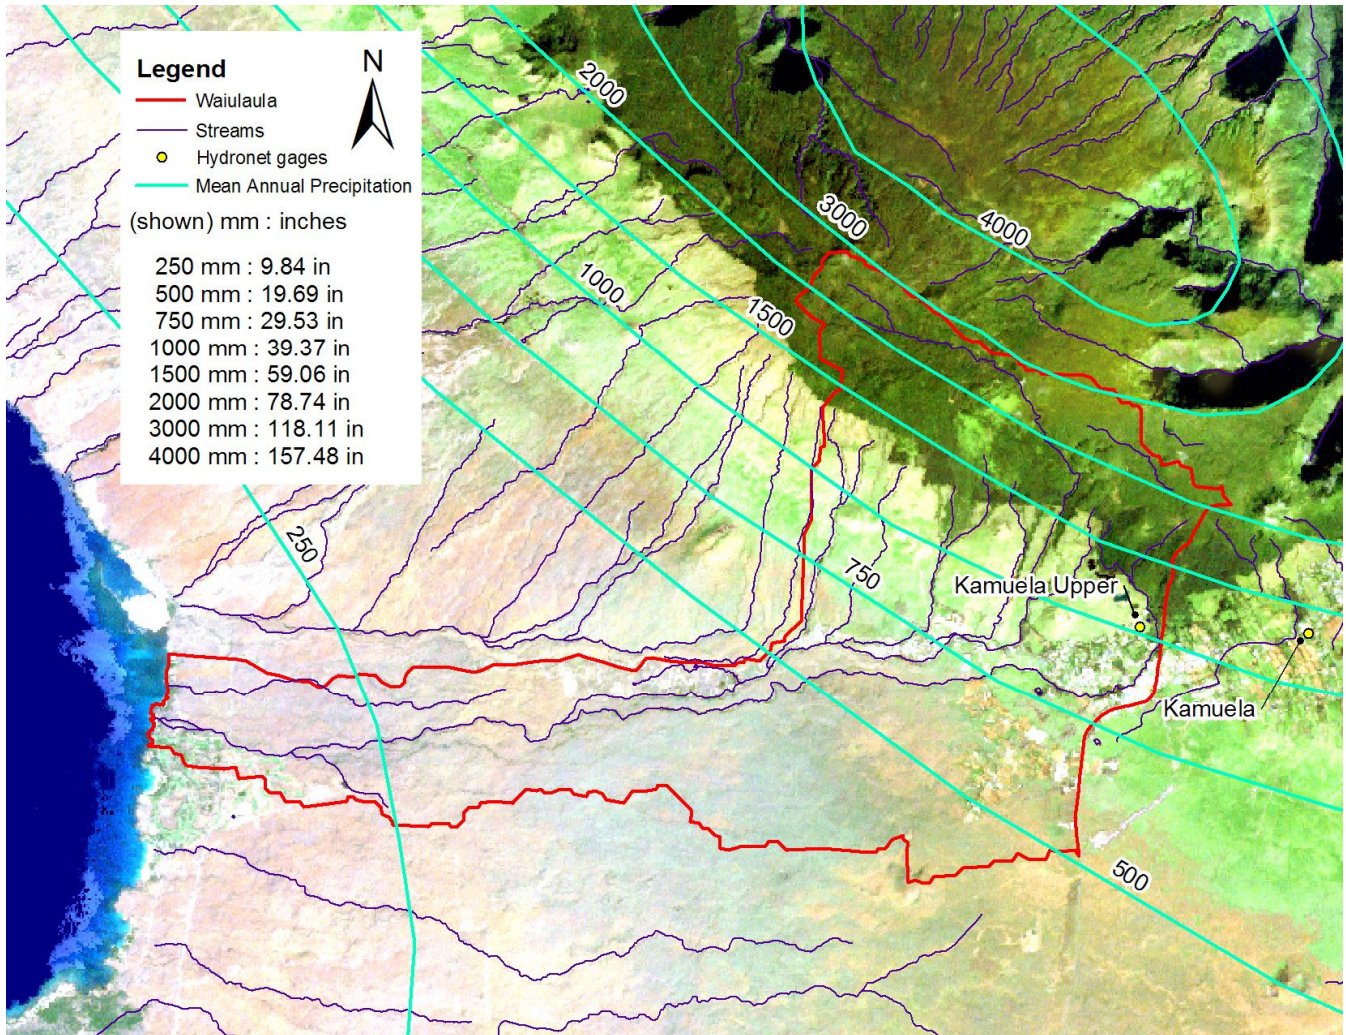 Legend
N
Waiulaula
Streams
Hydronet gages
Mean Annual Precipitation
(shown) mm : inches
250 mm : 9.84 in
500 mm : 19.69 in
750 mm : 29.53 in
1000 mm : 39.37 in
1500 mm : 59.06 in
2000 mm : 78.74 in
3000 mm : 118.11 in
4000 mm : 157.48 in
2000
3000
4000
1000
1500
250
750
Kamuela Upper
Kamuela
500